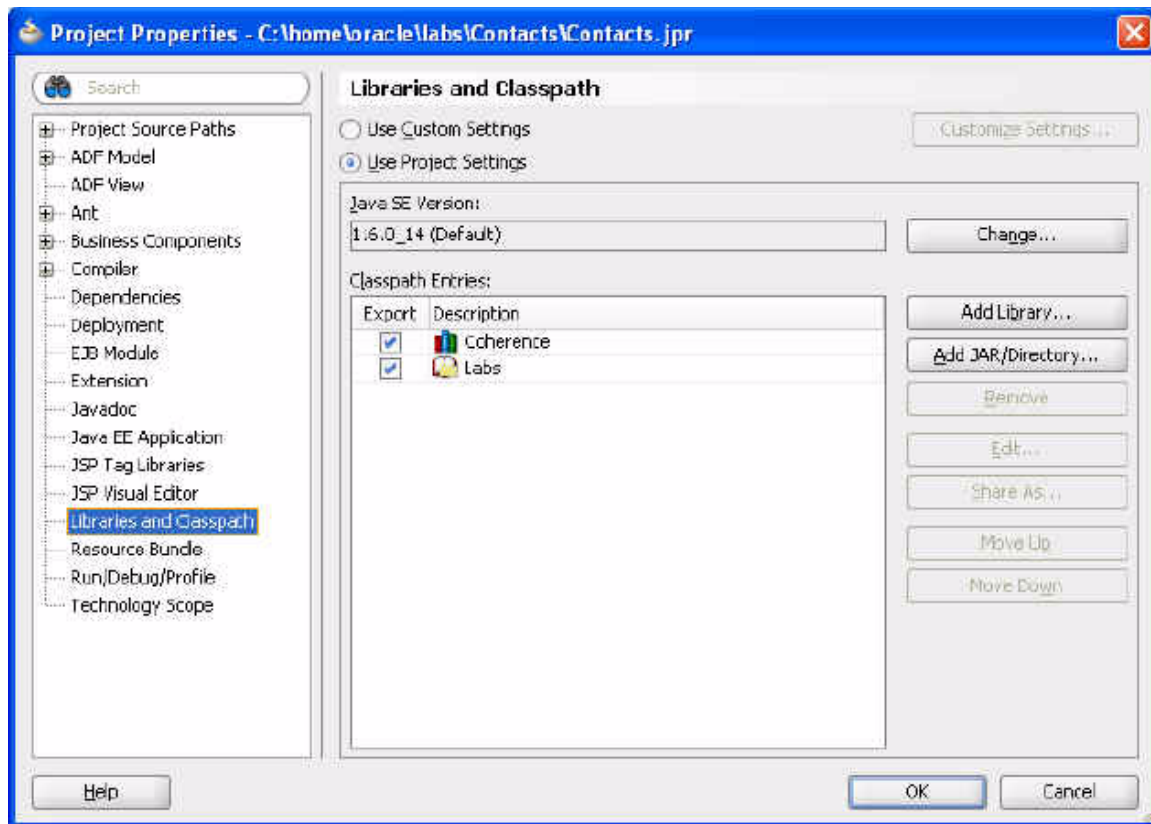 Project Properties - C:\home\oracle\labs\Contacts\Contacts.jpr
Search
Project Source Paths
ADF Model
ADF View
Ant
Business Components
Compiler
Dependencies
Deployment
EJB Module
Extension
Javadoc
Java EE Application
JSP Tag Libraries
JSP Visual Editor
Libraries and Classpath
Resource Bundle
Run/Debug/Profile
Technology Scope
Libraries and Classpath
Use Custom Settings
Customize Settings...
Use Project Settings
Java SE Version:
1.6.0_14 (Default)
Change...
Classpath Entries:
Export Description
Coherence
Labs
Add Library...
Add JAR/Directory...
Remove
Edit...
Share As...
Move Up
Move Down
Help
OK
Cancel